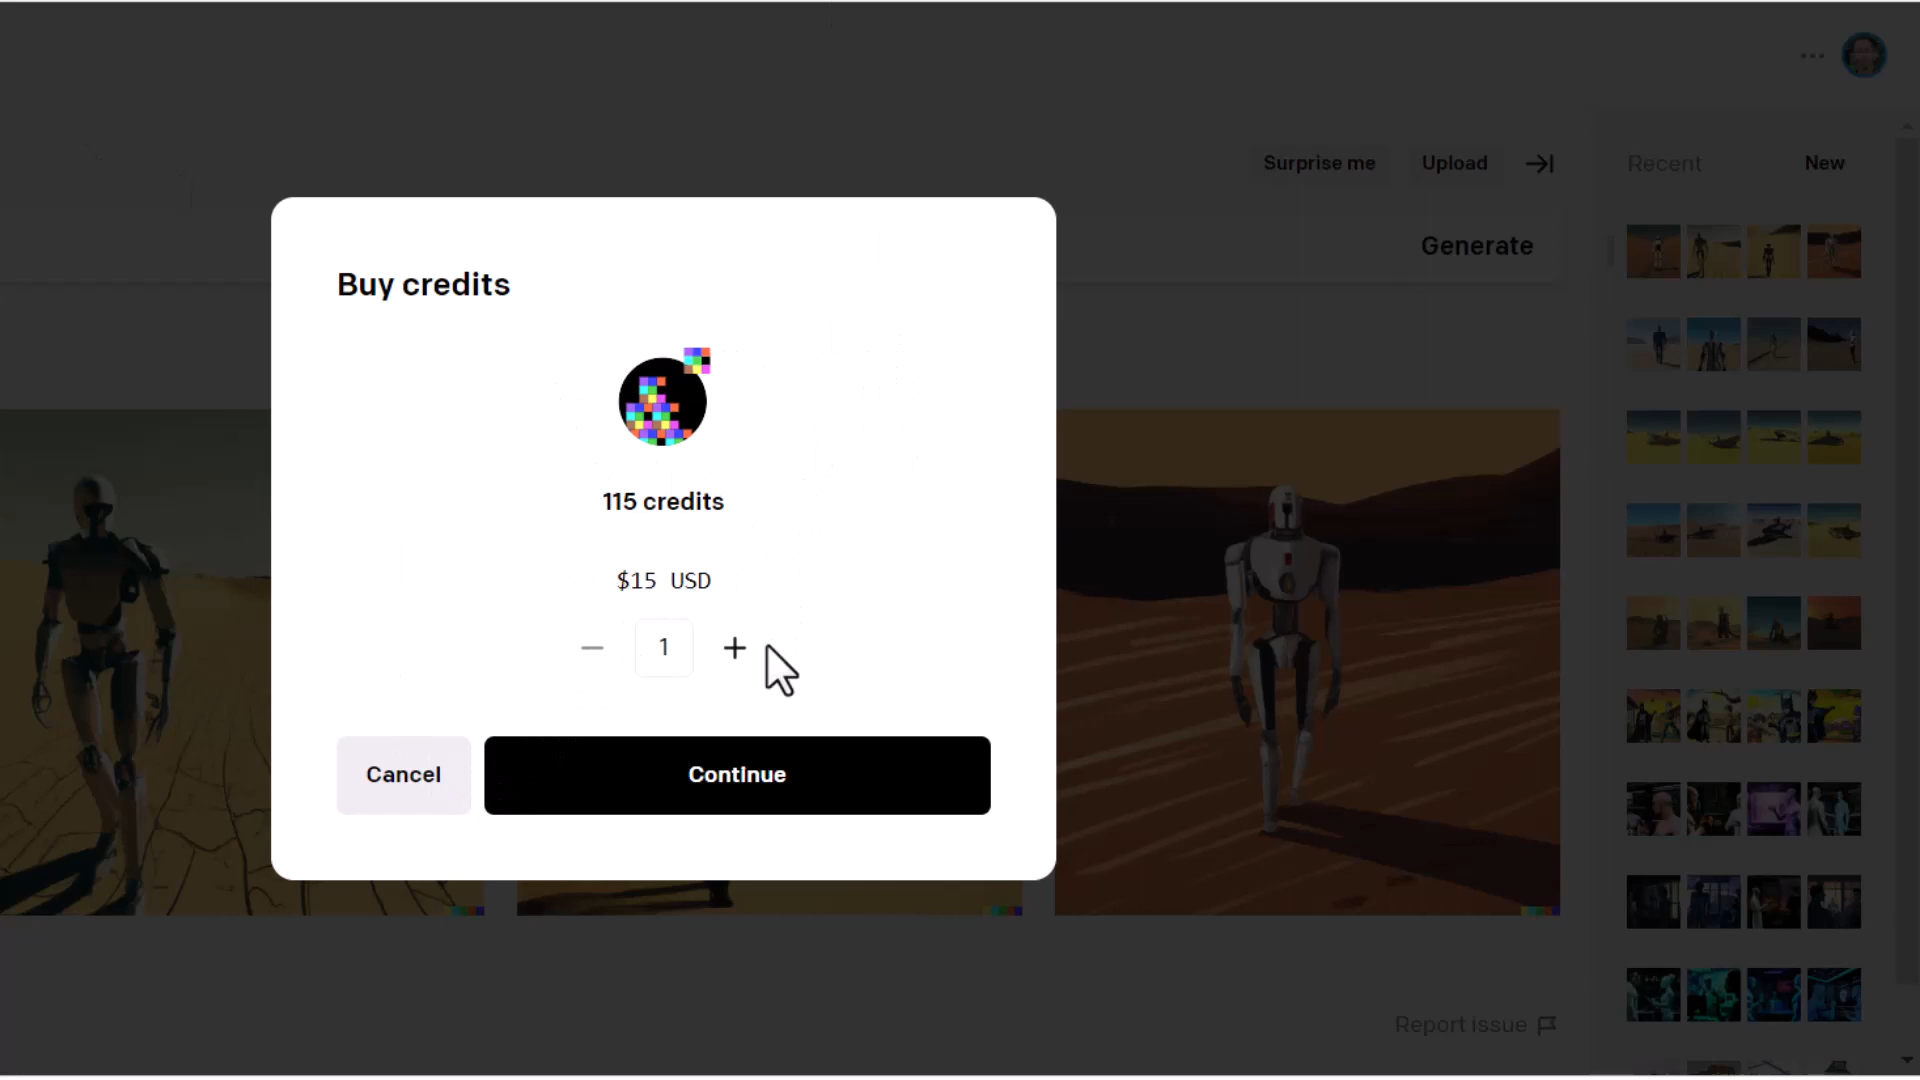 Surprise me
Upload
Recent
New
Generate
Buy credits
115 credits
$15 USD
1
Cancel
Continue
Report issue